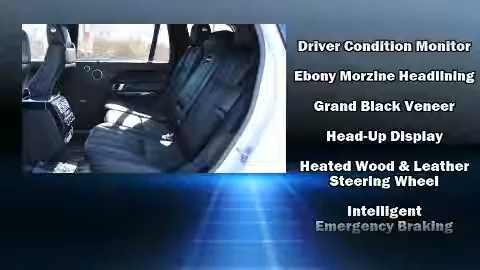 Driver Condition Monitor
Ebony Morzine Headlining
Grand Black Veneer
Head-Up Display
Heated Wood & Leather
Steering Wheel
Intelligent
Emergency Braking